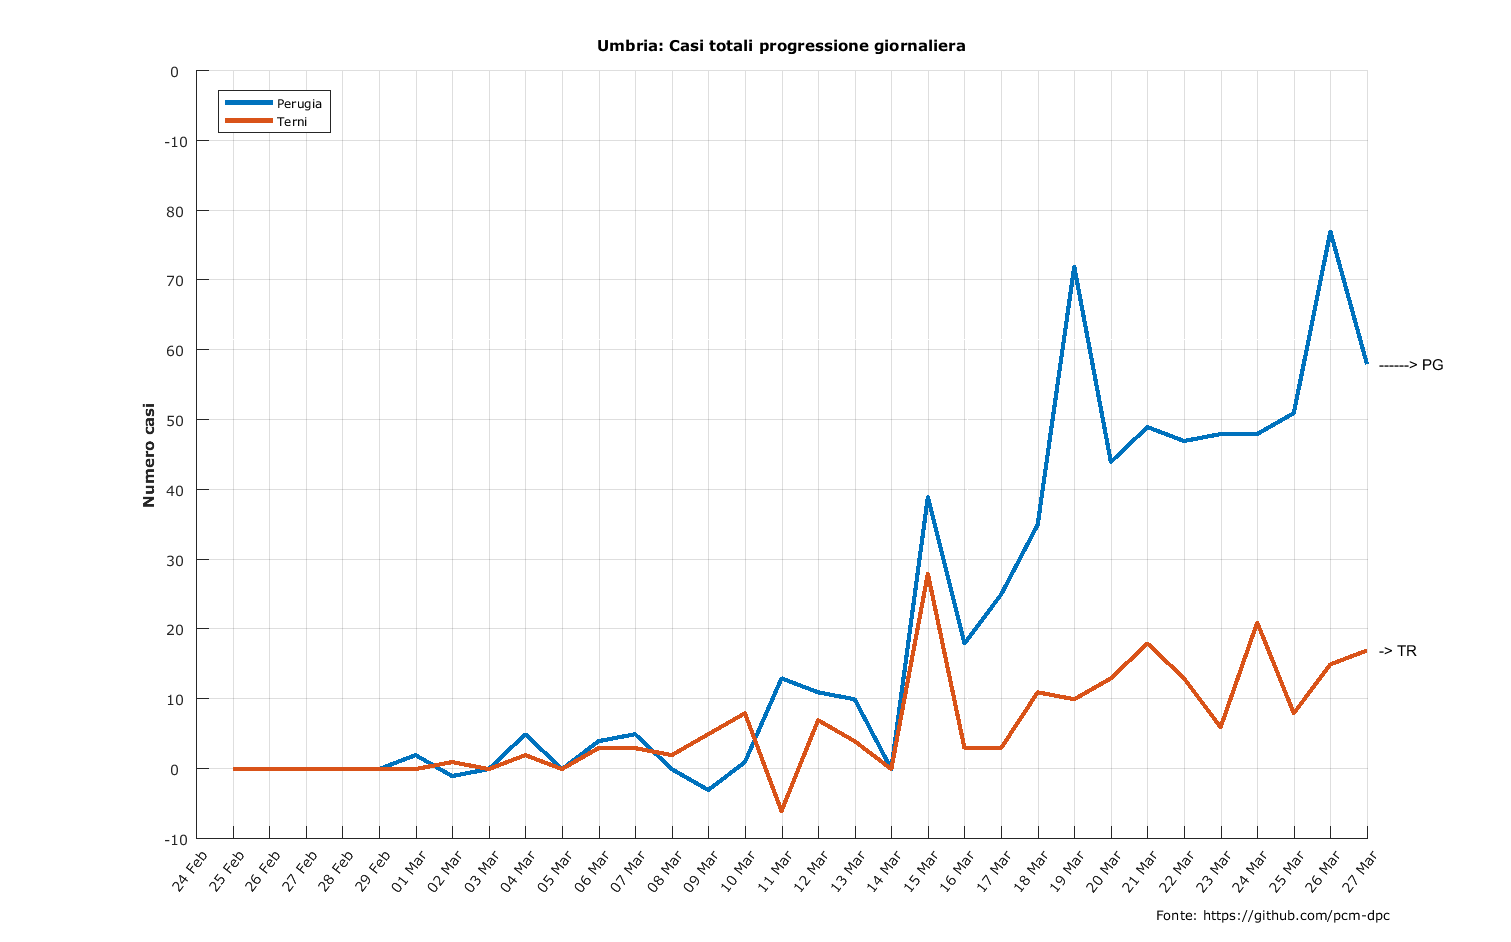 Umbria: Casi totali progressione giornaliera
Perugia
Terni
0
-10
80
70
60
50
40
30
20
10
0
-10
Numero casi
------> PG
-> TR
24 Feb
25 Feb
26 Feb
27 Feb
28 Feb
29 Feb
01 Mar
02 Mar
03 Mar
04 Mar
05 Mar
06 Mar
07 Mar
08 Mar
09 Mar
10 Mar
11 Mar
12 Mar
13 Mar
14 Mar
15 Mar
16 Mar
17 Mar
18 Mar
19 Mar
20 Mar
21 Mar
22 Mar
23 Mar
24 Mar
25 Mar
26 Mar
27 Mar
Fonte: https://github.com/pcm-dpc